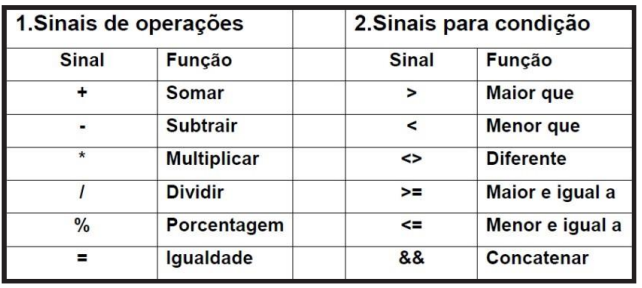 1.Sinais de operações 2.Sinais para condição
Sinal Função Sinal Função
+ Somar > Maior que
- Subtrair < Menor que
* Multiplicar <> Diferente
/ Dividir >= Maior e igual a
% Porcentagem <= Menor e igual a
= Igualdade && Concatenar